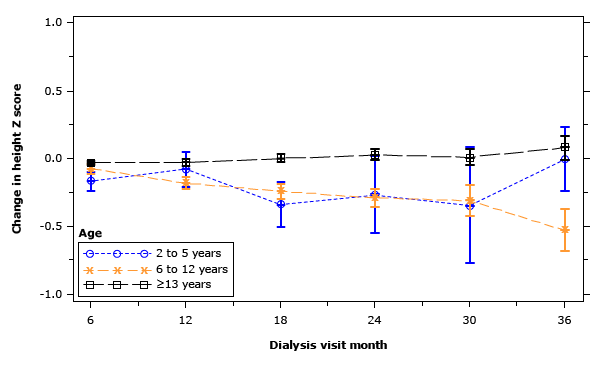 1.0
0.5
0.0
-0.5
-1.0
Change in height Z score
Age
2 to 5 years
6 to 12 years
≥13 years
6 12 18 24 30 36
Dialysis visit month